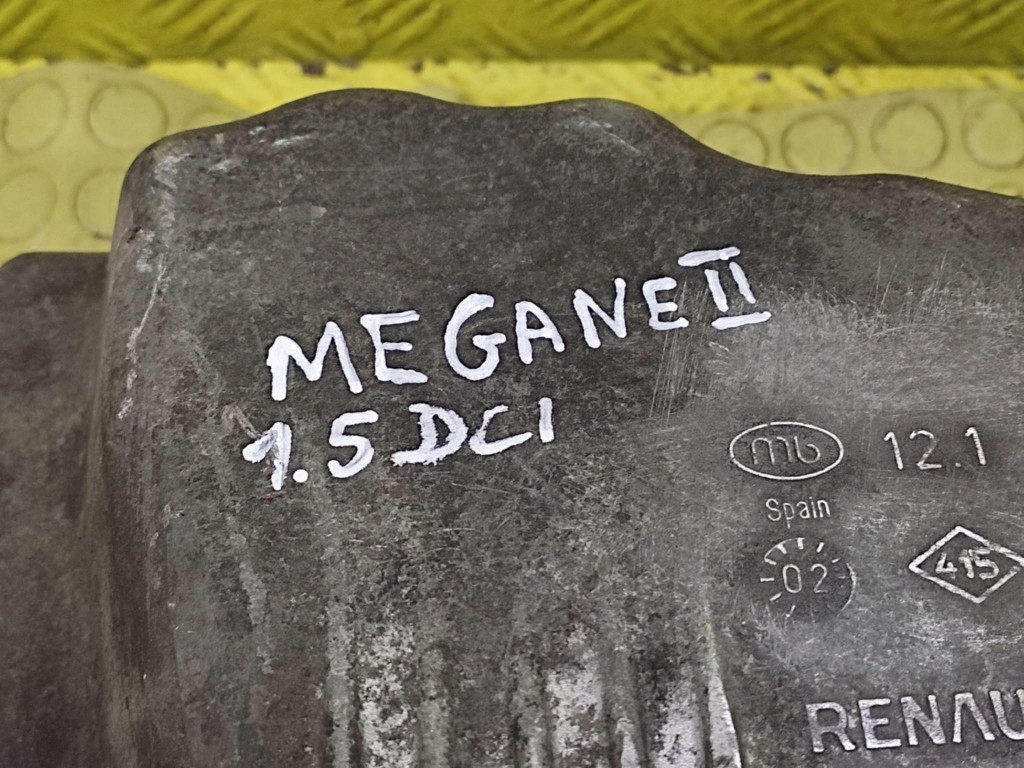 MEGANE II
1.5 DCI
mb 12.1
Spain
02
415
RENAU